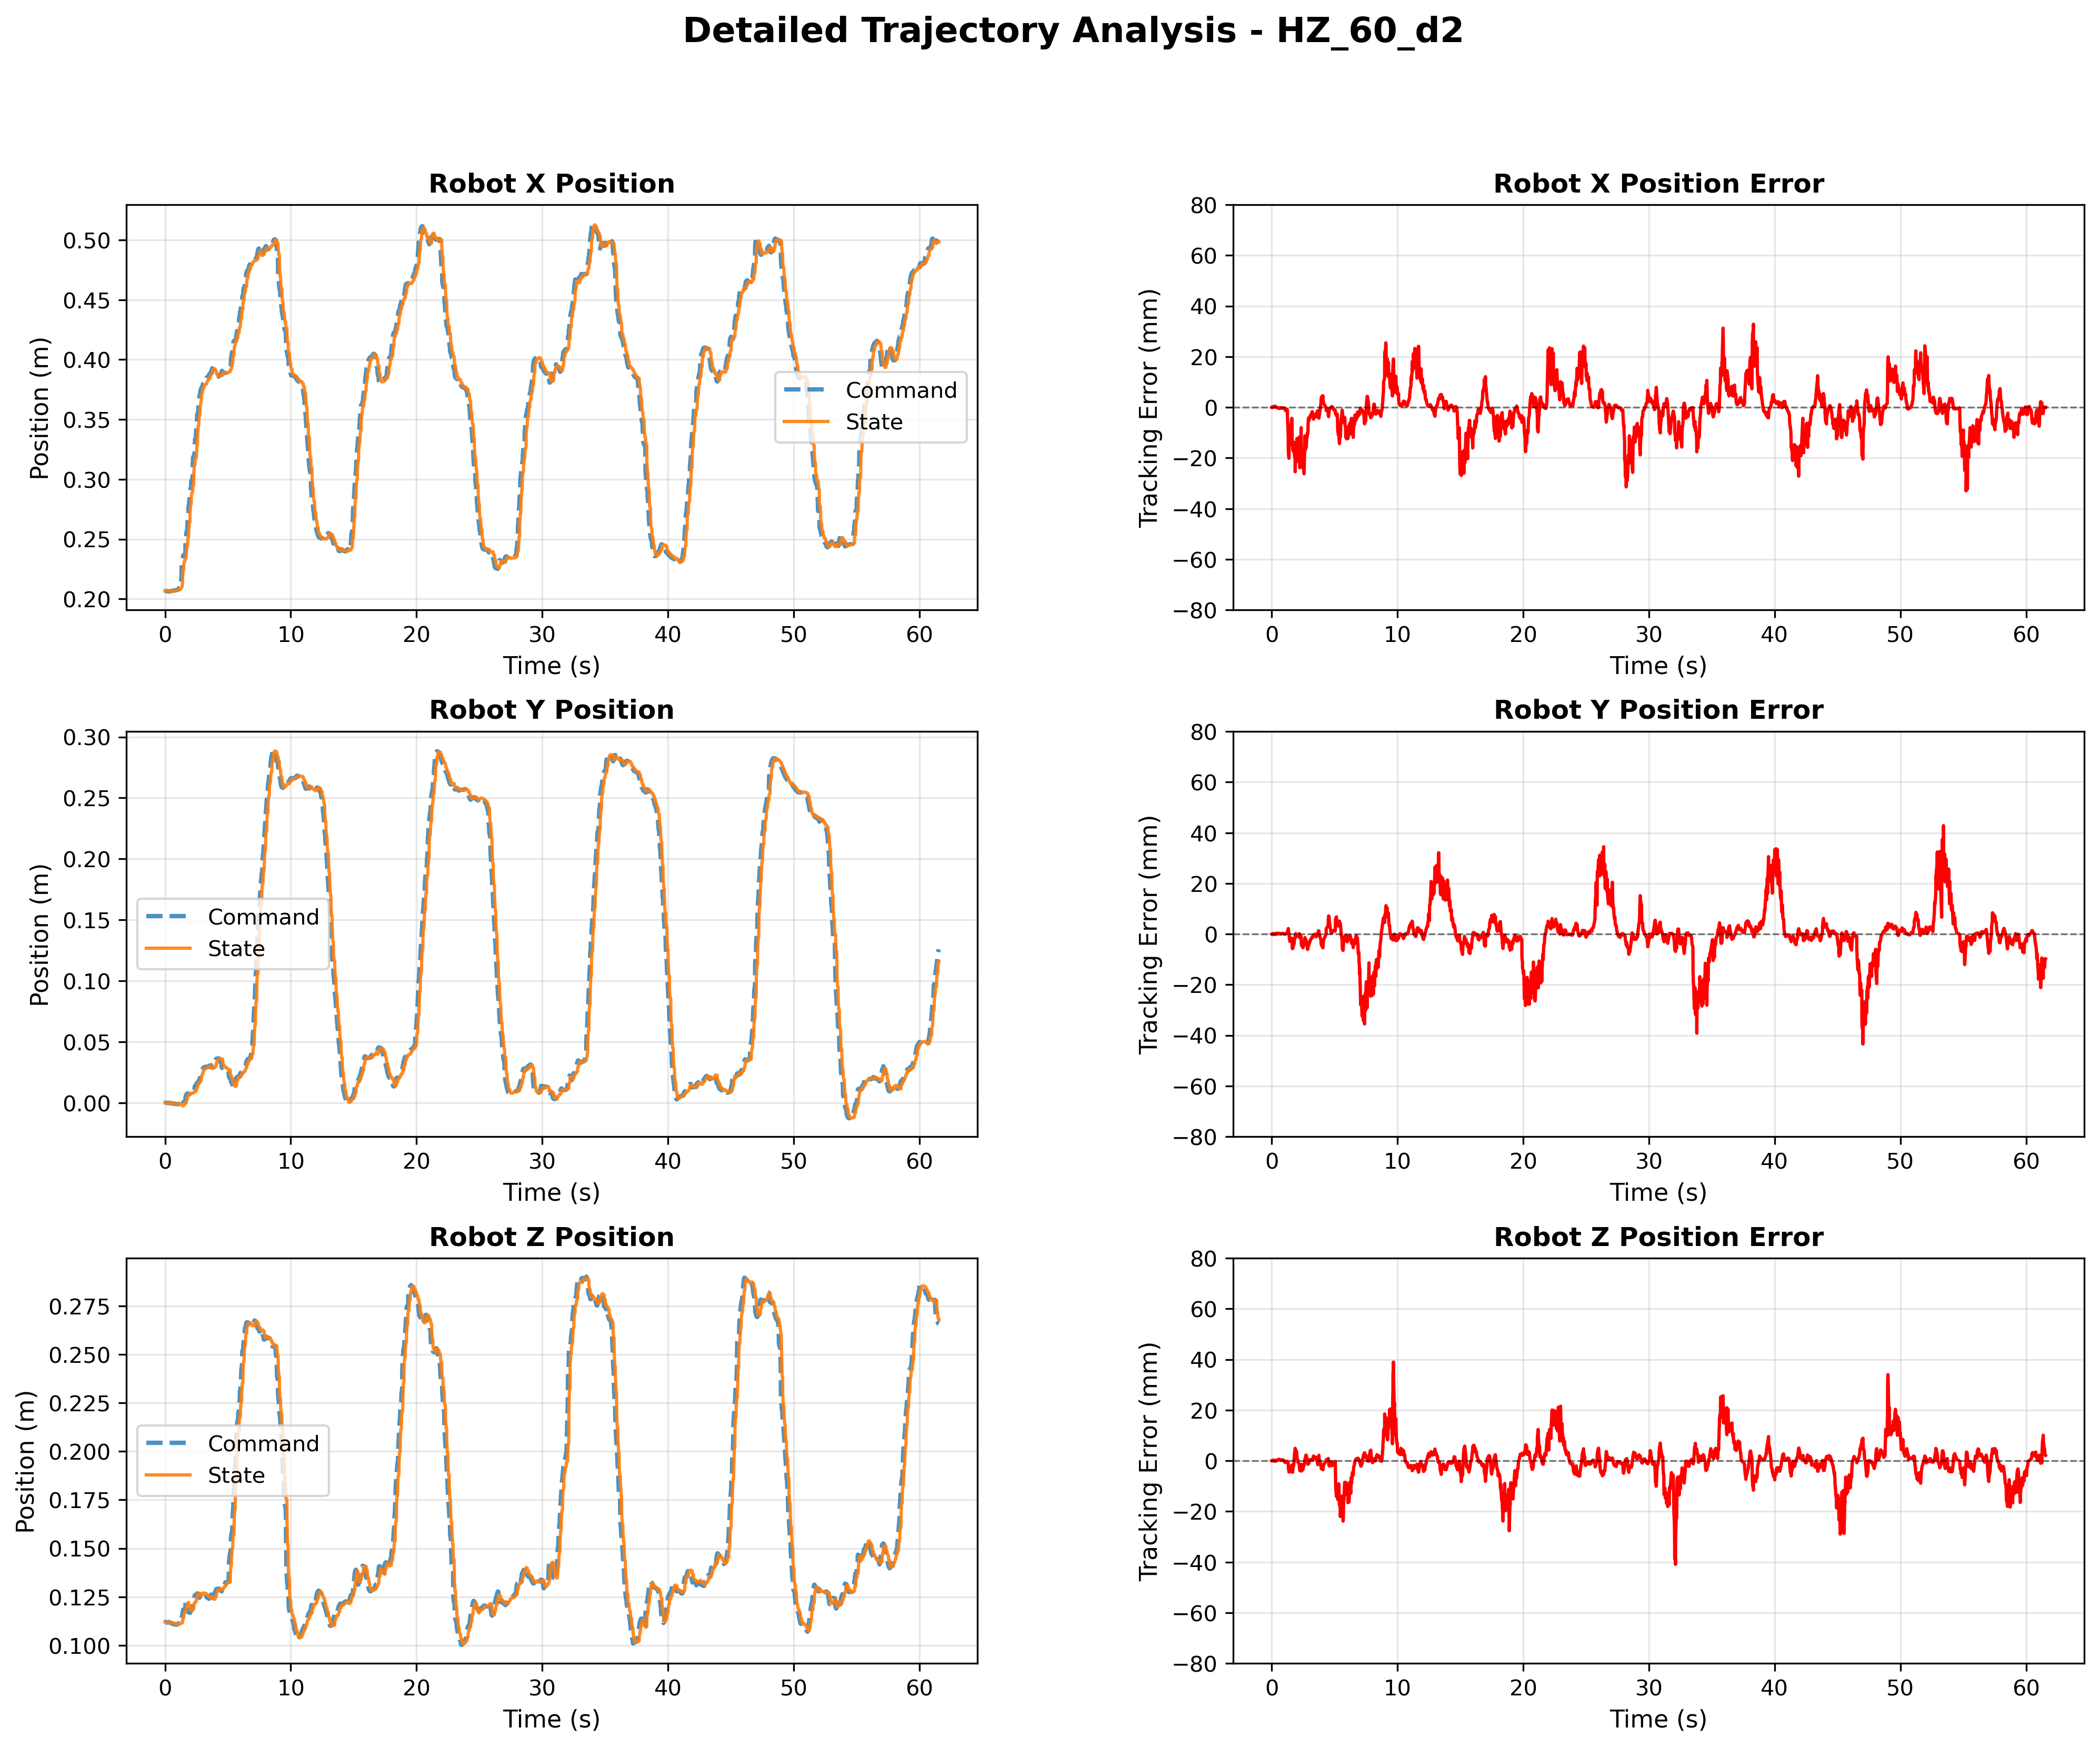 Detailed Trajectory Analysis - HZ_60_d2
Robot X Position
Position (m)
0.50
0.45
0.40
0.35
0.30
0.25
0.20
Command
State
0 10 20 30 40 50 60
Time (s)
Robot X Position Error
Tracking Error (mm)
80
60
40
20
0
−20
−40
−60
−80
0 10 20 30 40 50 60
Time (s)
Robot Y Position
Position (m)
0.30
0.25
0.20
0.15
0.10
0.05
0.00
Command
State
0 10 20 30 40 50 60
Time (s)
Robot Y Position Error
Tracking Error (mm)
80
60
40
20
0
−20
−40
−60
−80
0 10 20 30 40 50 60
Time (s)
Robot Z Position
Position (m)
0.275
0.250
0.225
0.200
0.175
0.150
0.125
0.100
Command
State
0 10 20 30 40 50 60
Time (s)
Robot Z Position Error
Tracking Error (mm)
80
60
40
20
0
−20
−40
−60
−80
0 10 20 30 40 50 60
Time (s)